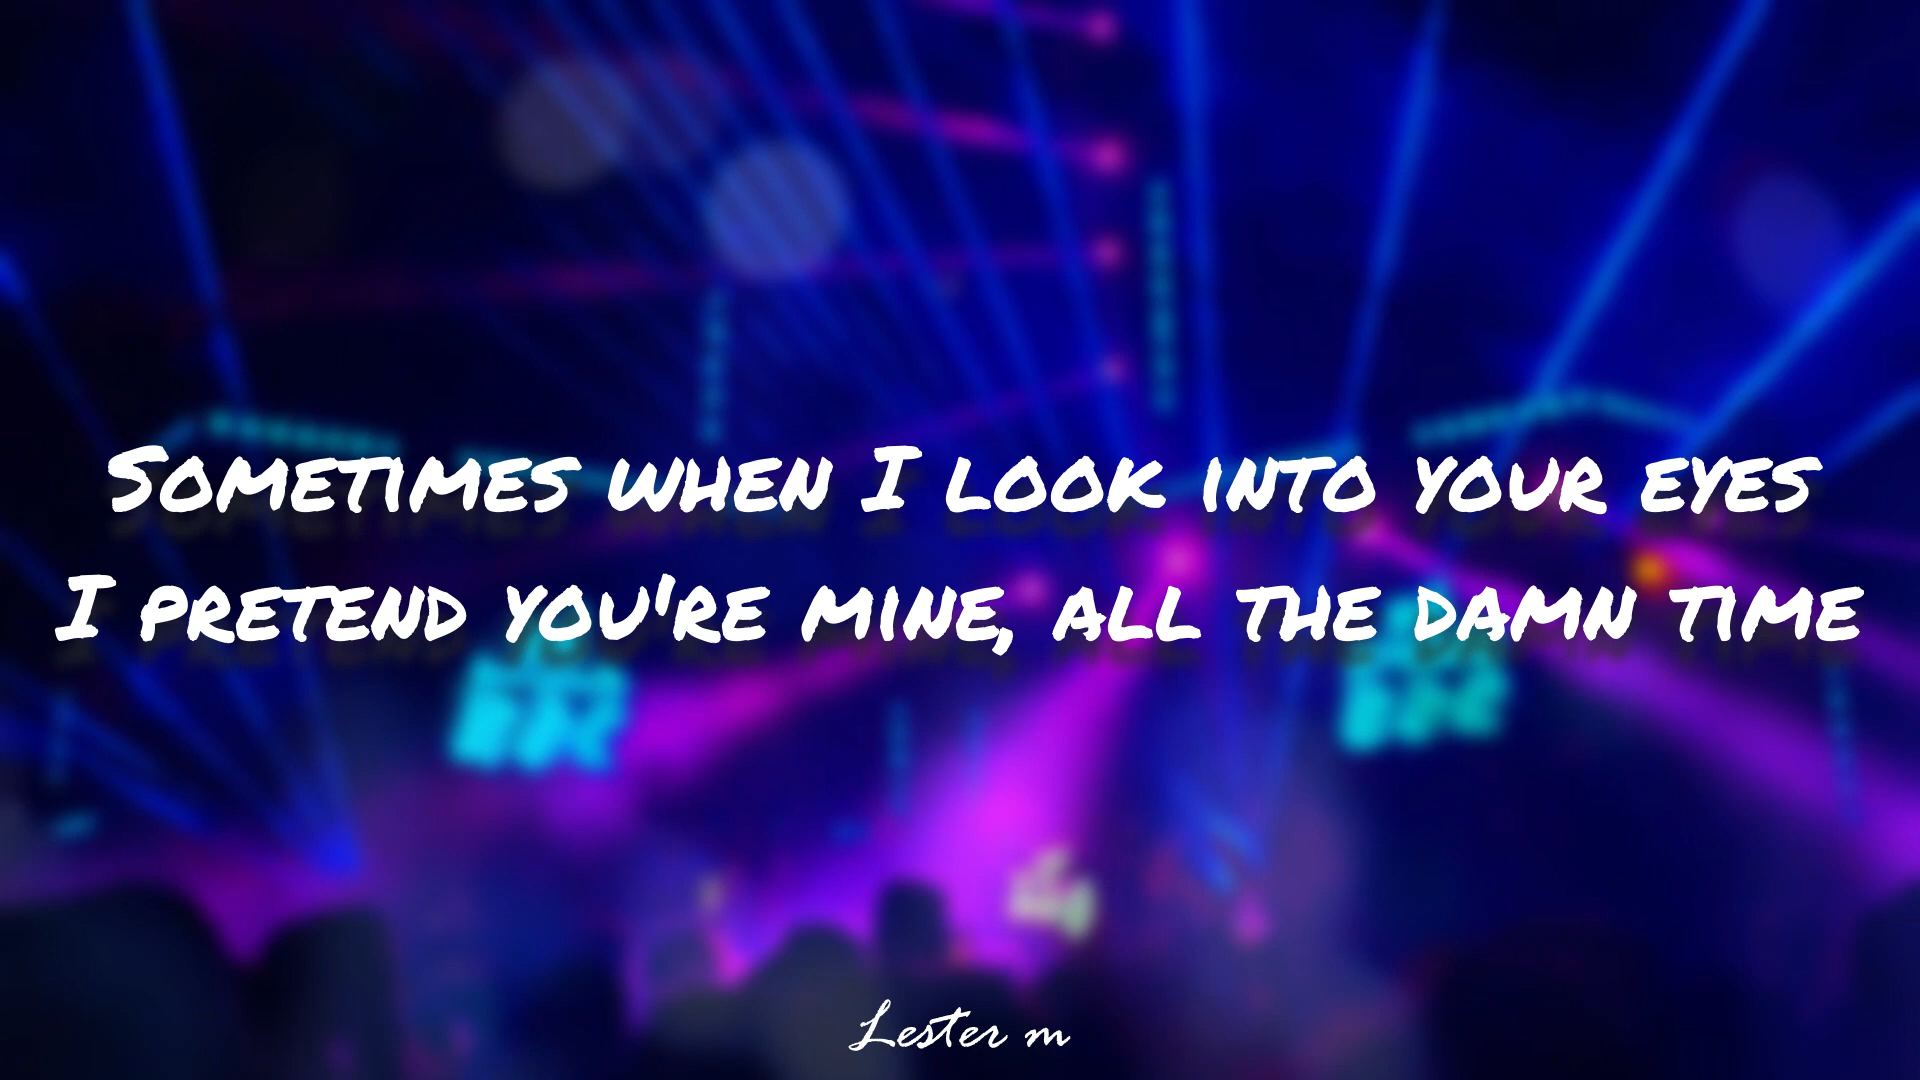 Sometimes when I look into your eyes
I pretend you're mine, all the damn time
Lester m